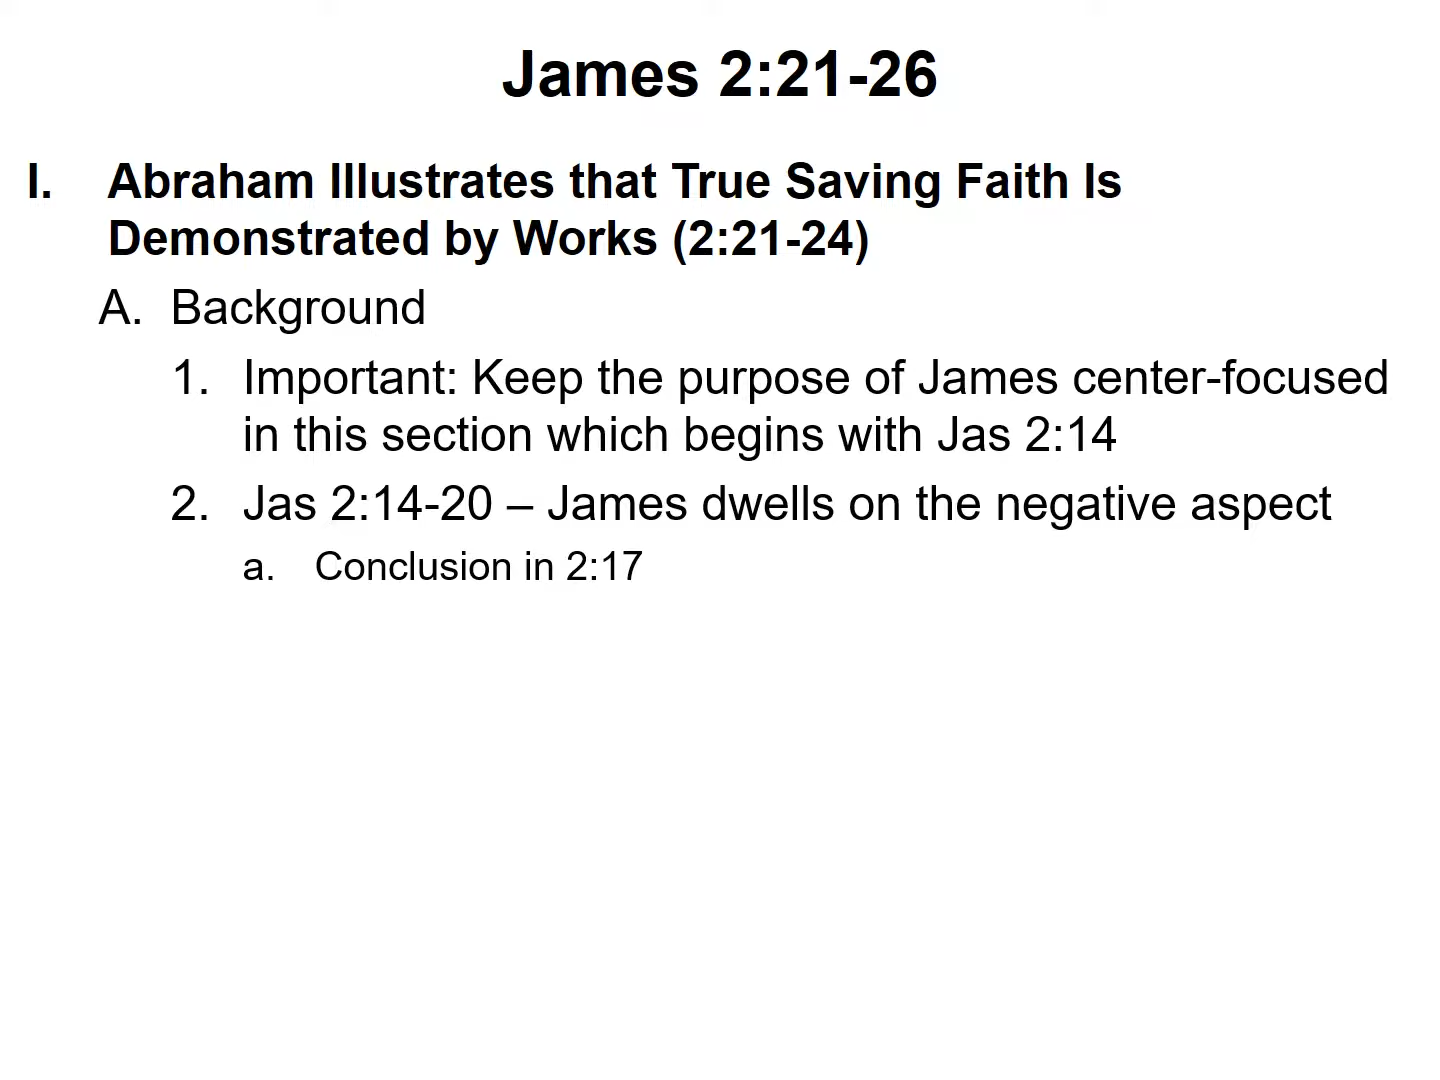 James 2:21-26
I. Abraham Illustrates that True Saving Faith Is
Demonstrated by Works (2:21-24)
A. Background
1. Important: Keep the purpose of James center-focused
in this section which begins with Jas 2:14
2. Jas 2:14-20 – James dwells on the negative aspect
a. Conclusion in 2:17